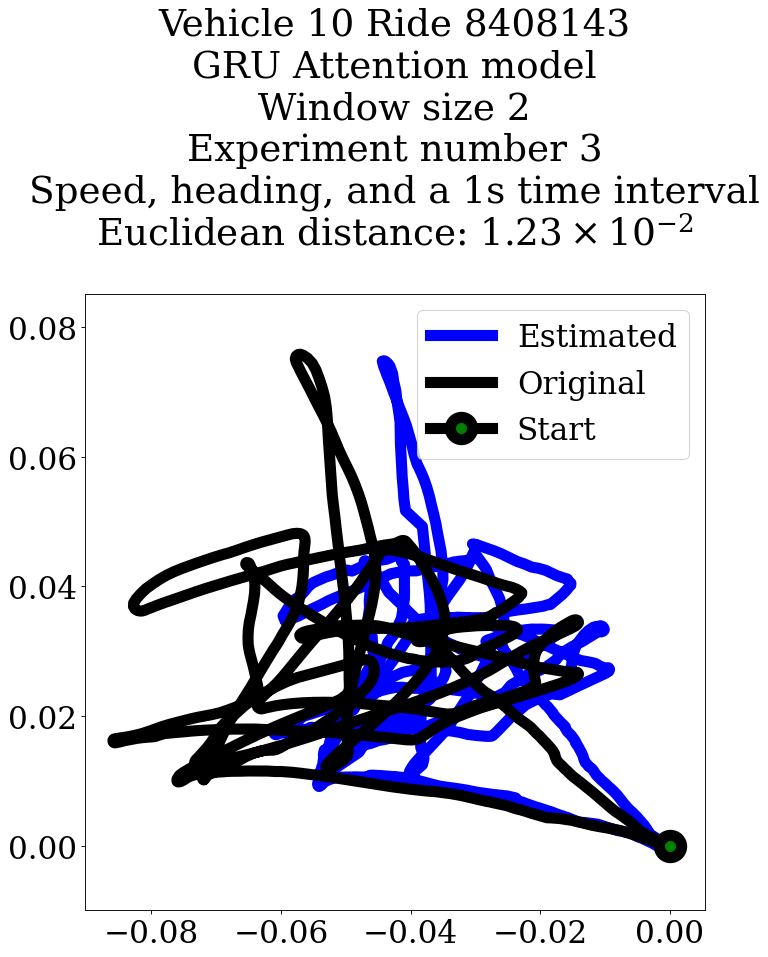 Vehicle 10 Ride 8408143
GRU Attention model
Window size 2
Experiment number 3
Speed, heading, and a 1s time interval
Euclidean distance: 1.23 × 10⁻²
Estimated
Original
Start
0.08
0.06
0.04
0.02
0.00
−0.08 −0.06 −0.04 −0.02 0.00